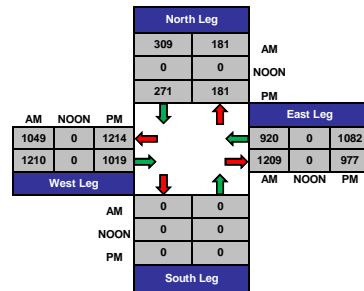 North Leg
309 181 AM
0 0 NOON
271 181 PM
AM NOON PM
1049 0 1214
1210 0 1019
West Leg
East Leg
920 0 1082
1209 0 977
AM NOON PM
AM 0 0
NOON 0 0
PM 0 0
South Leg